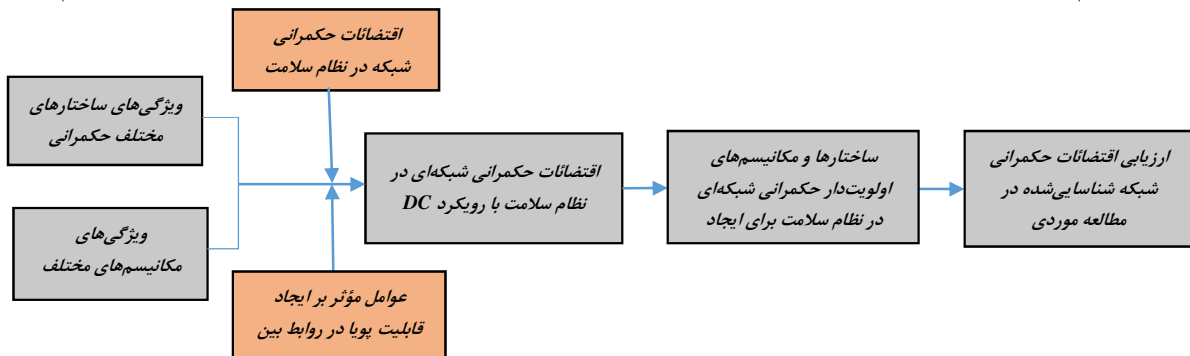 اقتضائات حکمرانی
شبکه در نظام سلامت
ویژگی‌های ساختارهای
مختلف حکمرانی
ویژگی‌های
مکانیسم‌های مختلف
عوامل مؤثر بر ایجاد
قابلیت پویا در روابط بین
اقتضائات حکمرانی شبکه‌ای در
نظام سلامت با رویکرد DC
ساختارها و مکانیسم‌های
اولویت‌دار حکمرانی شبکه‌ای
در نظام سلامت برای ایجاد
ارزیابی اقتضائات حکمرانی
شبکه شناسایی‌شده در
مطالعه موردی